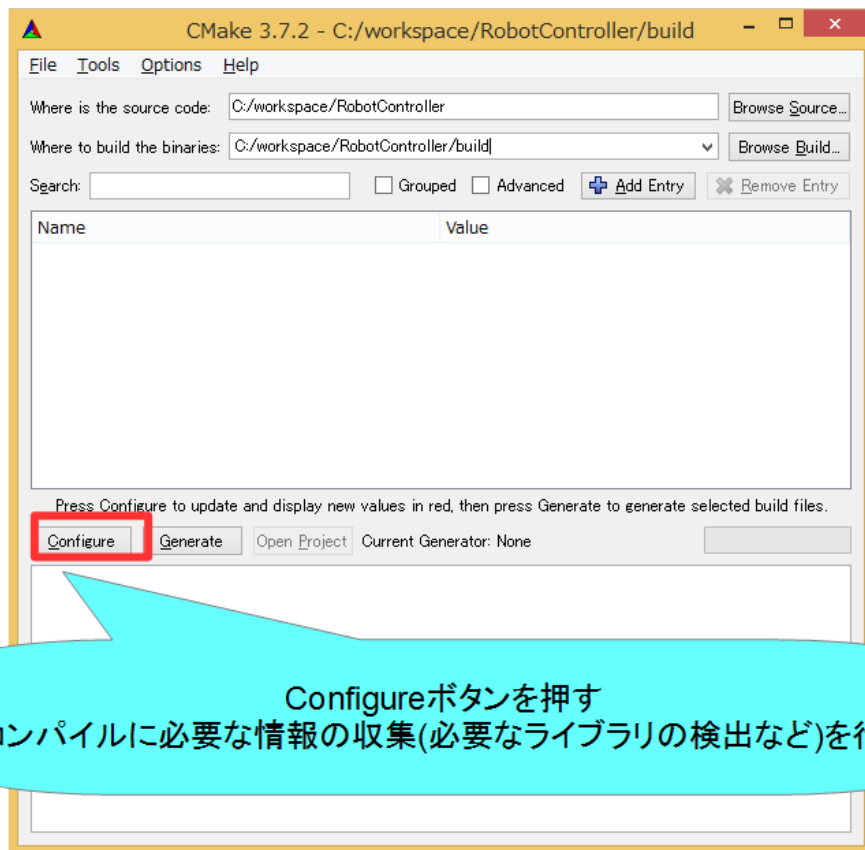 CMake 3.7.2 - C:/workspace/RobotController/build
File Tools Options Help
Where is the source code: C:/workspace/RobotController Browse Source...
Where to build the binaries: C:/workspace/RobotController/build Browse Build...
Search: Grouped Advanced Add Entry Remove Entry
Name Value
Press Configure to update and display new values in red, then press Generate to generate selected build files.
Configure Generate Open Project Current Generator: None
Configureボタンを押す
コンパイルに必要な情報の収集(必要なライブラリの検出など)を行